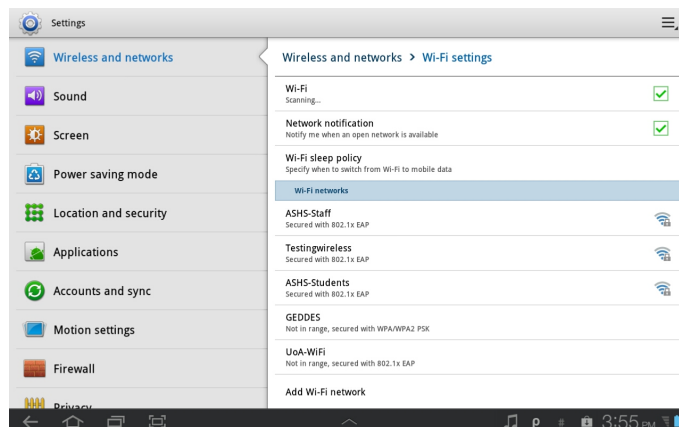 Settings
Wireless and networks
Sound
Screen
Power saving mode
Location and security
Applications
Accounts and sync
Motion settings
Firewall
Privacy
Wireless and networks > Wi-Fi settings
Wi-Fi
Scanning...
Network notification
Notify me when an open network is available
Wi-Fi sleep policy
Specify when to switch from Wi-Fi to mobile data
Wi-Fi networks
ASHS-Staff
Secured with 802.1x EAP
Testingwireless
Secured with 802.1x EAP
ASHS-Students
Secured with 802.1x EAP
GEDDES
Not in range, secured with WPA/WPA2 PSK
UoA-WiFi
Not in range, secured with 802.1x EAP
Add Wi-Fi network
3:55 PM